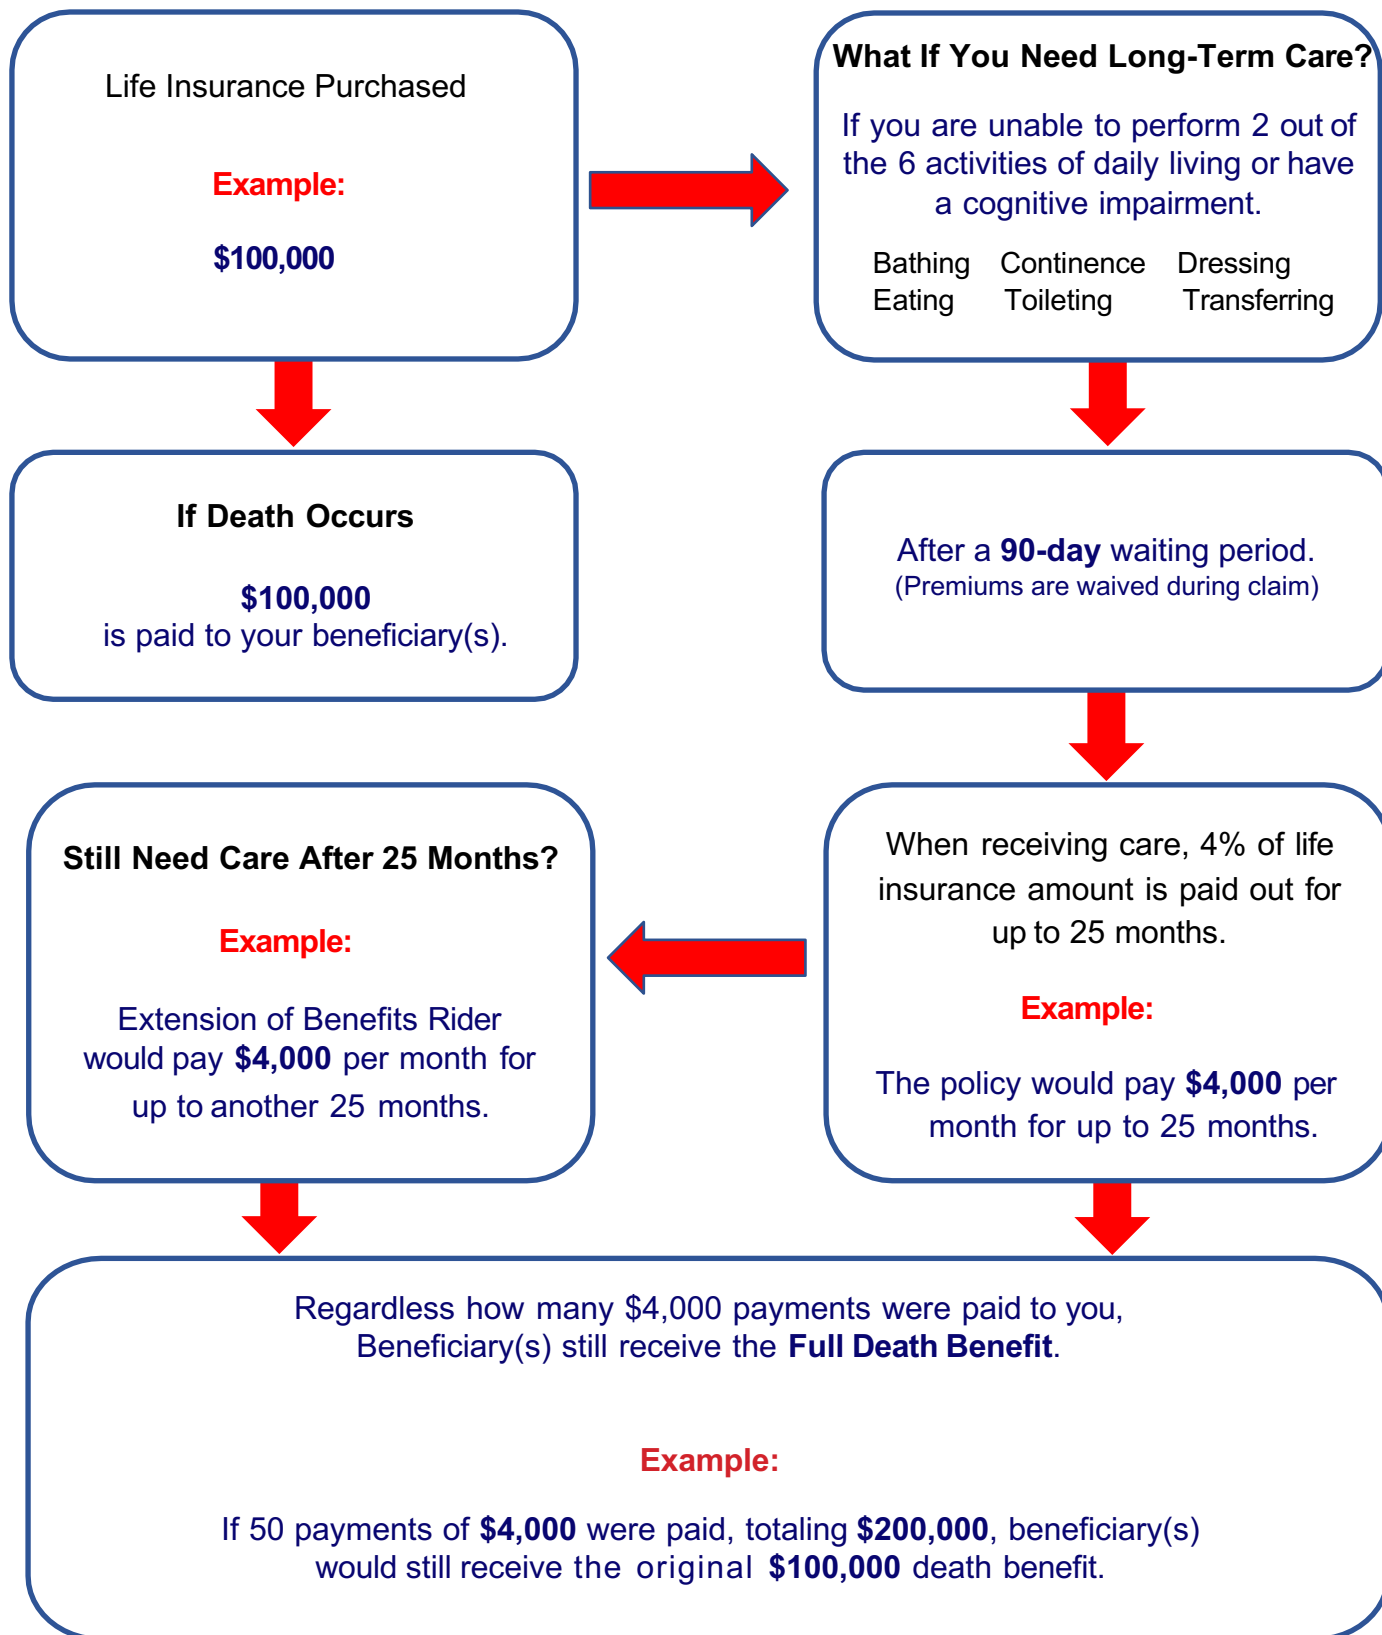 Life Insurance Purchased
Example:
$100,000
What If You Need Long-Term Care?
If you are unable to perform 2 out of
the 6 activities of daily living or have
a cognitive impairment.
Bathing Continence Dressing
Eating Toileting Transferring
If Death Occurs
$100,000
is paid to your beneficiary(s).
After a 90-day waiting period.
(Premiums are waived during claim)
When receiving care, 4% of life
insurance amount is paid out for
up to 25 months.
Example:
The policy would pay $4,000 per
month for up to 25 months.
Still Need Care After 25 Months?
Example:
Extension of Benefits Rider
would pay $4,000 per month for
up to another 25 months.
Regardless how many $4,000 payments were paid to you,
Beneficiary(s) still receive the Full Death Benefit.
Example:
If 50 payments of $4,000 were paid, totaling $200,000, beneficiary(s)
would still receive the original $100,000 death benefit.